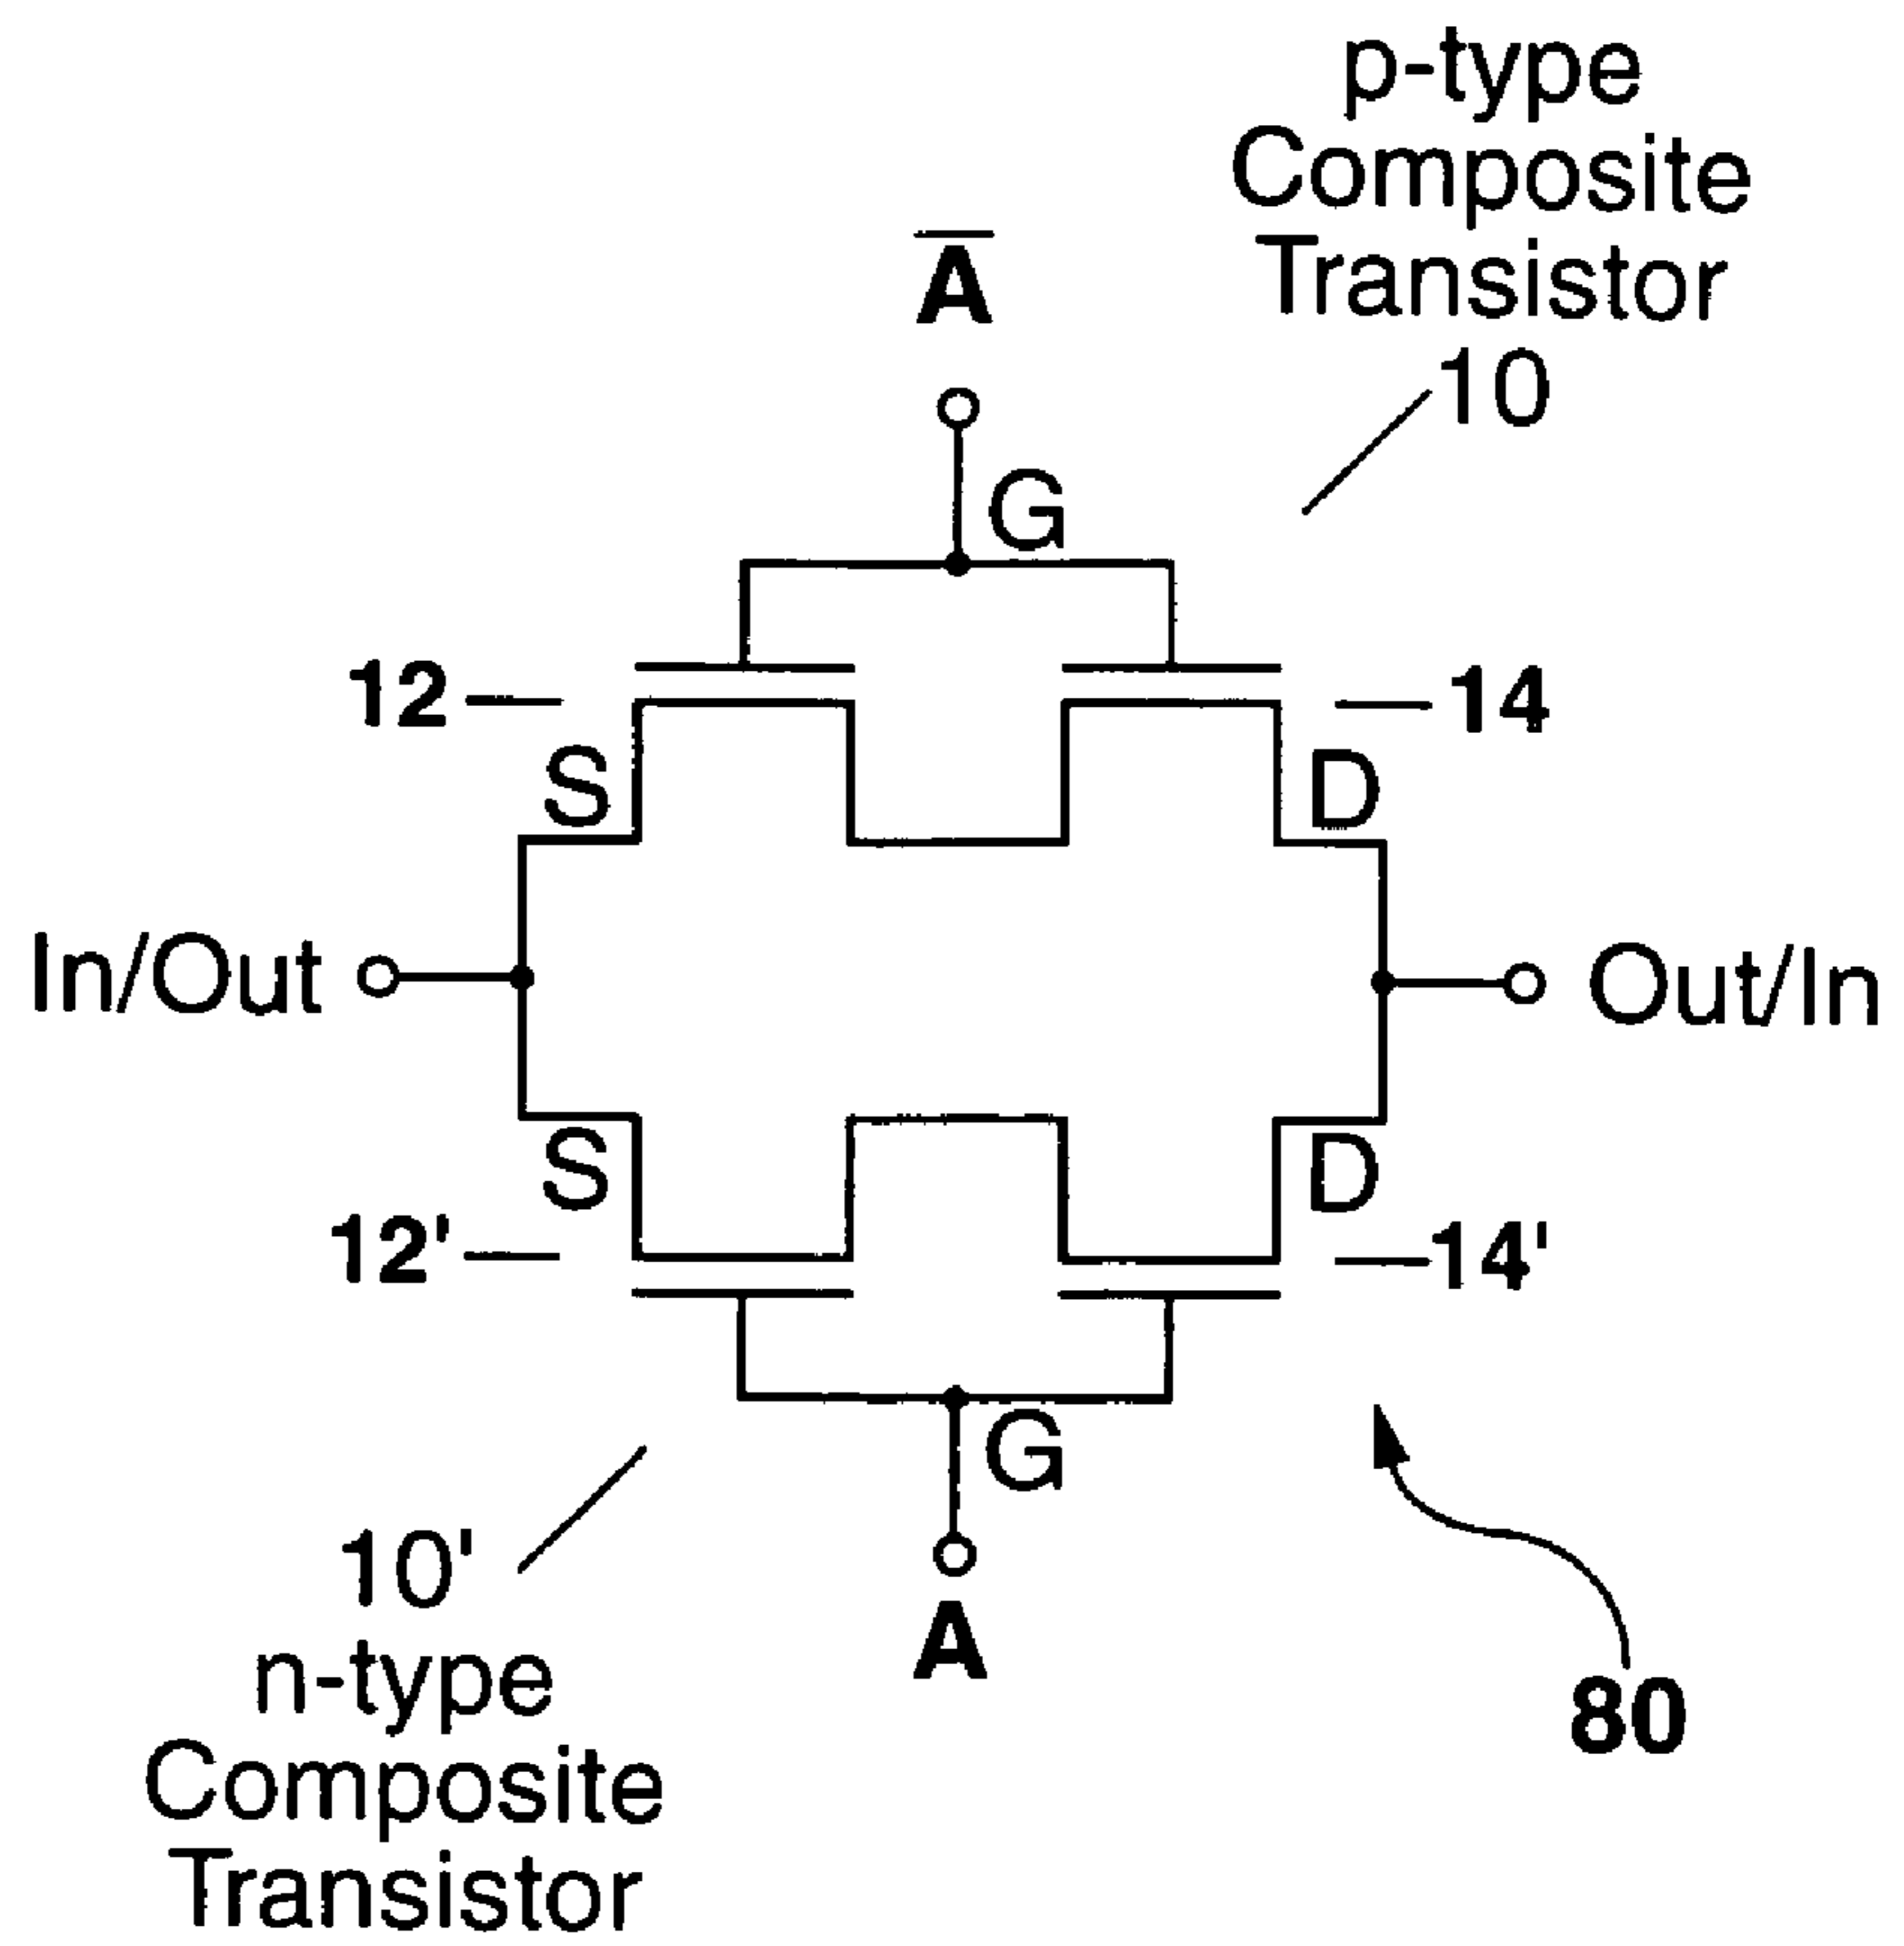 p-type
Composite
Transistor
10
A̅
G
12
14
S
D
In/Out
Out/In
S
D
12'
14'
G
10'
n-type
Composite
Transistor
A
80